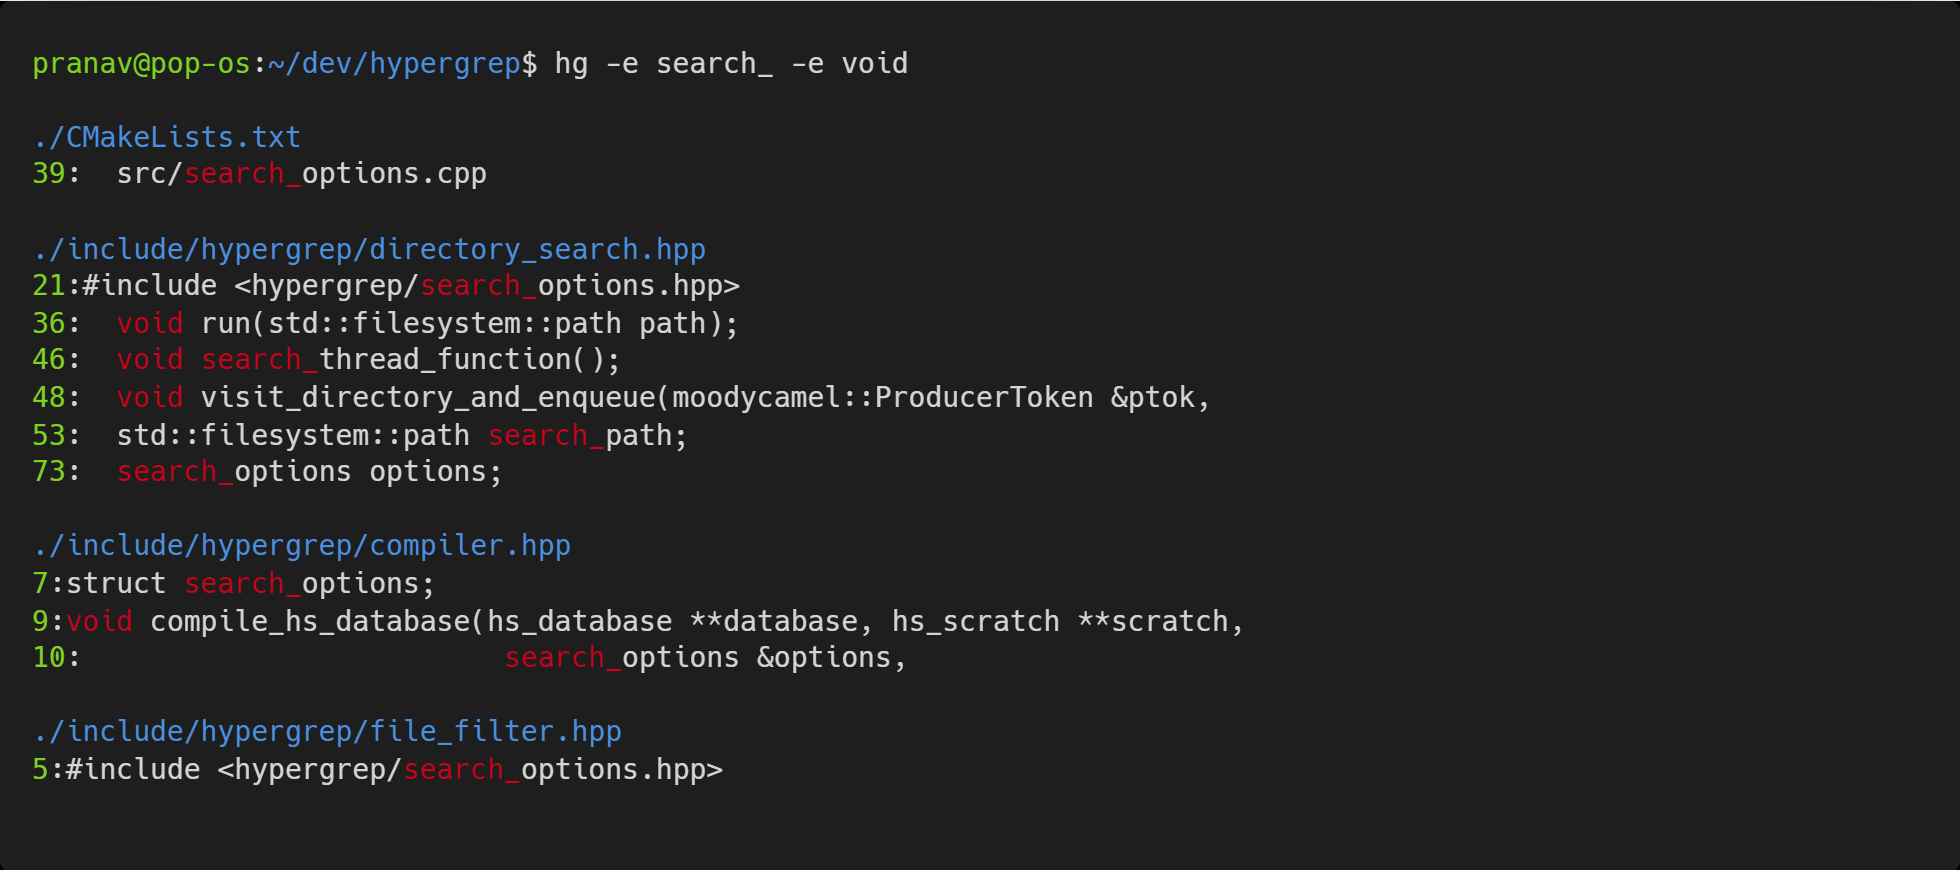 pranav@pop-os:~/dev/hypergrep$ hg -e search_ -e void
./CMakeLists.txt
39:  src/search_options.cpp
./include/hypergrep/directory_search.hpp
21:#include <hypergrep/search_options.hpp>
36:  void run(std::filesystem::path path);
46:  void search_thread_function();
48:  void visit_directory_and_enqueue(moodycamel::ProducerToken &ptok,
53:  std::filesystem::path search_path;
73:  search_options options;
./include/hypergrep/compiler.hpp
7:struct search_options;
9:void compile_hs_database(hs_database **database, hs_scratch **scratch,
10:                         search_options &options,
./include/hypergrep/file_filter.hpp
5:#include <hypergrep/search_options.hpp>